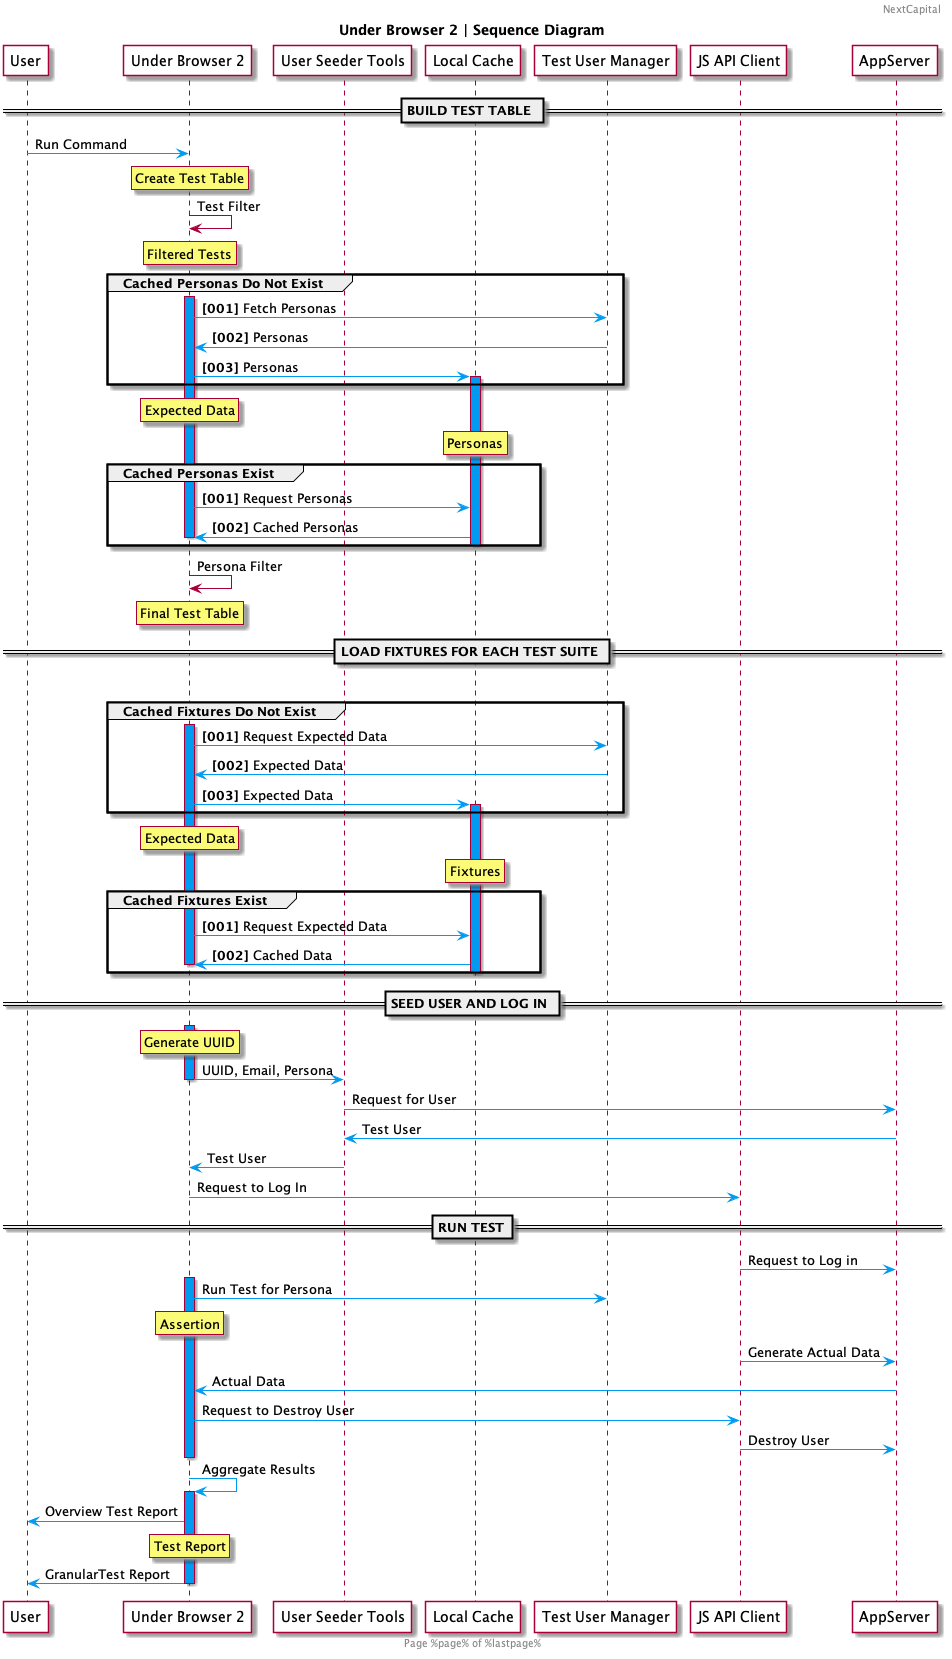 NextCapital
Under Browser 2 | Sequence Diagram
User
Under Browser 2
User Seeder Tools
Local Cache
Test User Manager
JS API Client
AppServer
BUILD TEST TABLE
Run Command
Create Test Table
Test Filter
Filtered Tests
Cached Personas Do Not Exist
[001] Fetch Personas
[002] Personas
[003] Personas
Expected Data
Personas
Cached Personas Exist
[001] Request Personas
[002] Cached Personas
Persona Filter
Final Test Table
LOAD FIXTURES FOR EACH TEST SUITE
Cached Fixtures Do Not Exist
[001] Request Expected Data
[002] Expected Data
[003] Expected Data
Expected Data
Fixtures
Cached Fixtures Exist
[001] Request Expected Data
[002] Cached Data
SEED USER AND LOG IN
Generate UUID
UUID, Email, Persona
Request for User
Test User
Test User
Request to Log In
RUN TEST
Request to Log in
Run Test for Persona
Assertion
Generate Actual Data
Actual Data
Request to Destroy User
Destroy User
Aggregate Results
Overview Test Report
Test Report
GranularTest Report
User
Under Browser 2
User Seeder Tools
Local Cache
Test User Manager
JS API Client
AppServer
Page %page% of %lastpage%